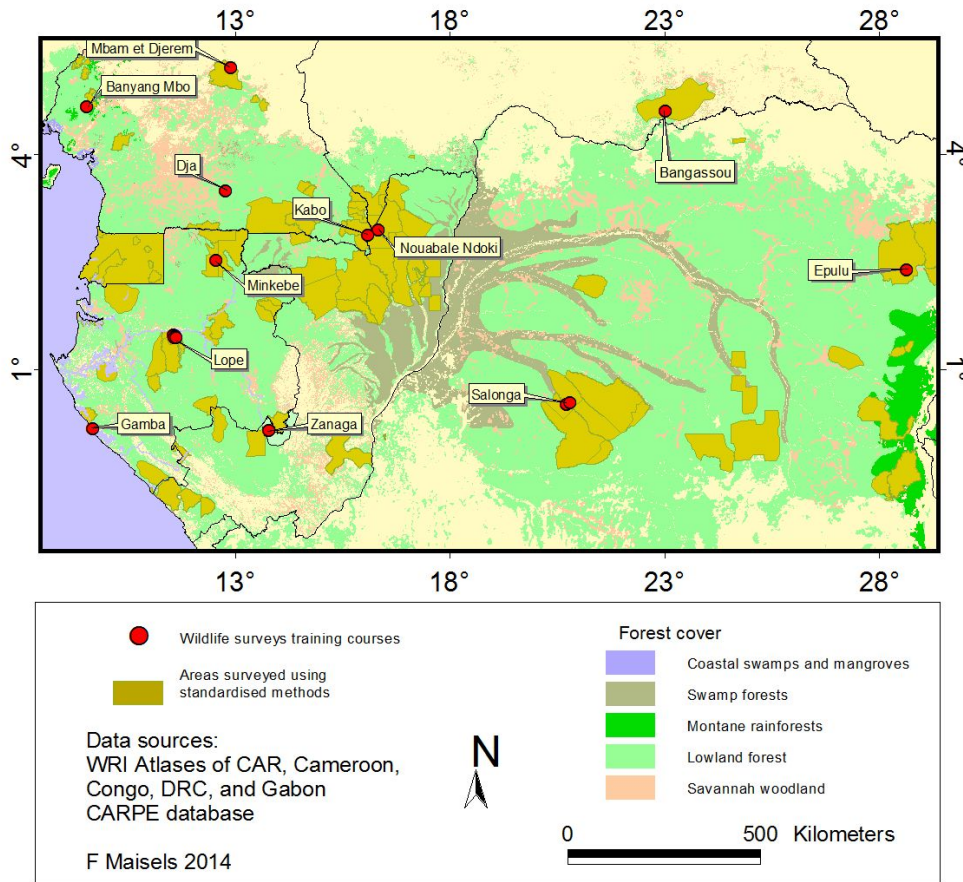 13°
18°
23°
28°
Mbam et Djerem
Banyang Mbo
4°
4°
Dja
Bangassou
Kabo
Nouabale Ndoki
Minkebe
Epulu
Lope
1°
1°
Salonga
Gamba
Zanaga
13°
18°
23°
28°
Wildlife surveys training courses
Areas surveyed using
standardised methods
Data sources:
WRI Atlases of CAR, Cameroon,
Congo, DRC, and Gabon
CARPE database
F Maisels 2014
N
Forest cover
Coastal swamps and mangroves
Swamp forests
Montane rainforests
Lowland forest
Savannah woodland
0 500 Kilometers